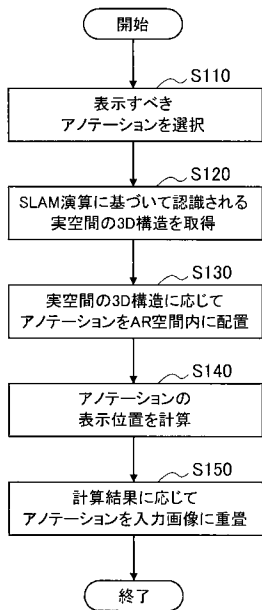 開始
S110
表示すべき
アノテーションを選択
S120
SLAM演算に基づいて認識される
実空間の3D構造を取得
S130
実空間の3D構造に応じて
アノテーションをAR空間内に配置
S140
アノテーションの
表示位置を計算
S150
計算結果に応じて
アノテーションを入力画像に重畳
終了